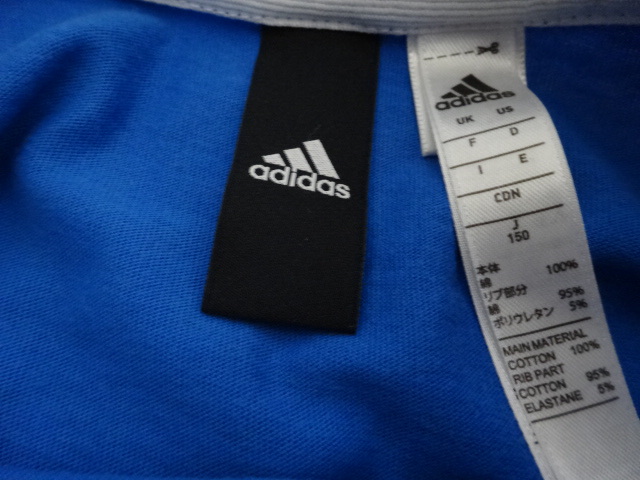 adidas
adidas
UK US
F D
I E
CDN
J
150
本体
綿 100%
リブ部分
綿 95%
ポリウレタン 5%
MAIN MATERIAL
COTTON 100%
RIB PART
COTTON 95%
ELASTANE 5%